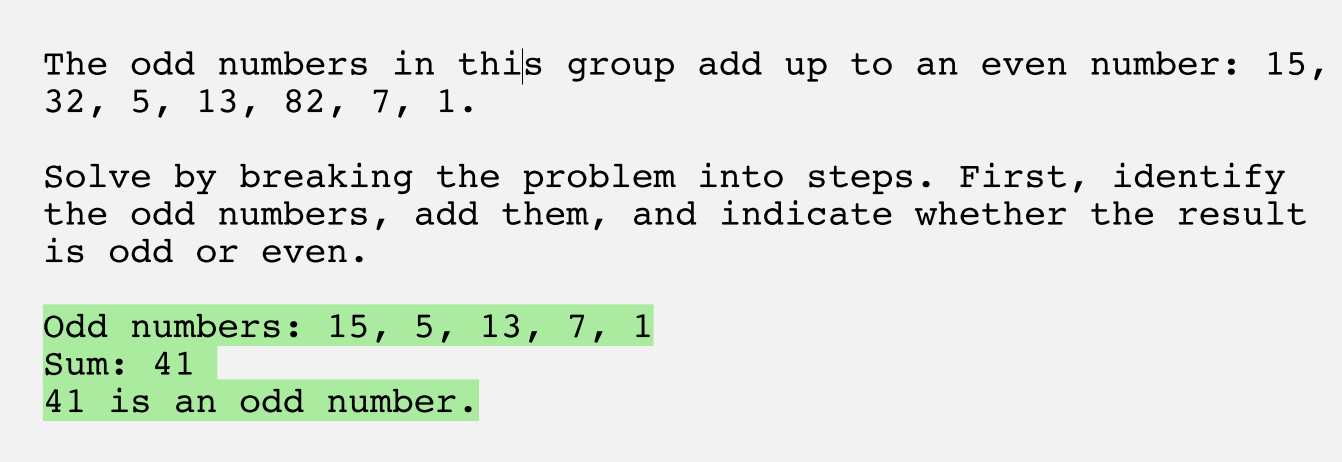 The odd numbers in this group add up to an even number: 15,
32, 5, 13, 82, 7, 1.
Solve by breaking the problem into steps. First, identify
the odd numbers, add them, and indicate whether the result
is odd or even.
Odd numbers: 15, 5, 13, 7, 1
Sum: 41
41 is an odd number.